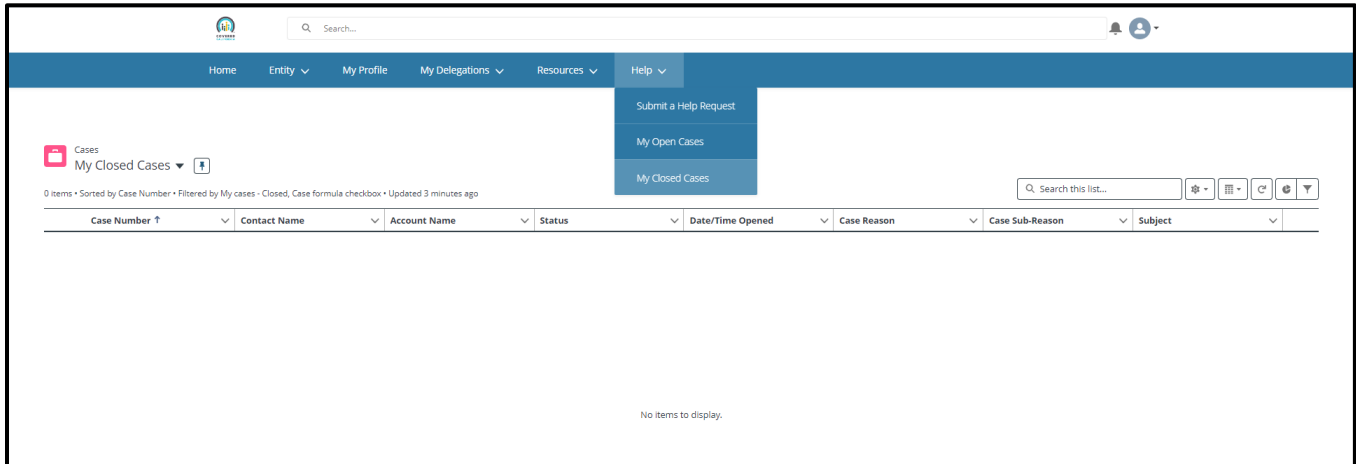 Search...
Home Entity My Profile My Delegations Resources Help
Submit a Help Request
My Open Cases
My Closed Cases
Cases
My Closed Cases
0 items • Sorted by Case Number • Filtered by My cases - Closed, Case formula checkbox • Updated 3 minutes ago
Search this list...
Case Number ↑ Contact Name Account Name Status Date/Time Opened Case Reason Case Sub-Reason Subject
No items to display.